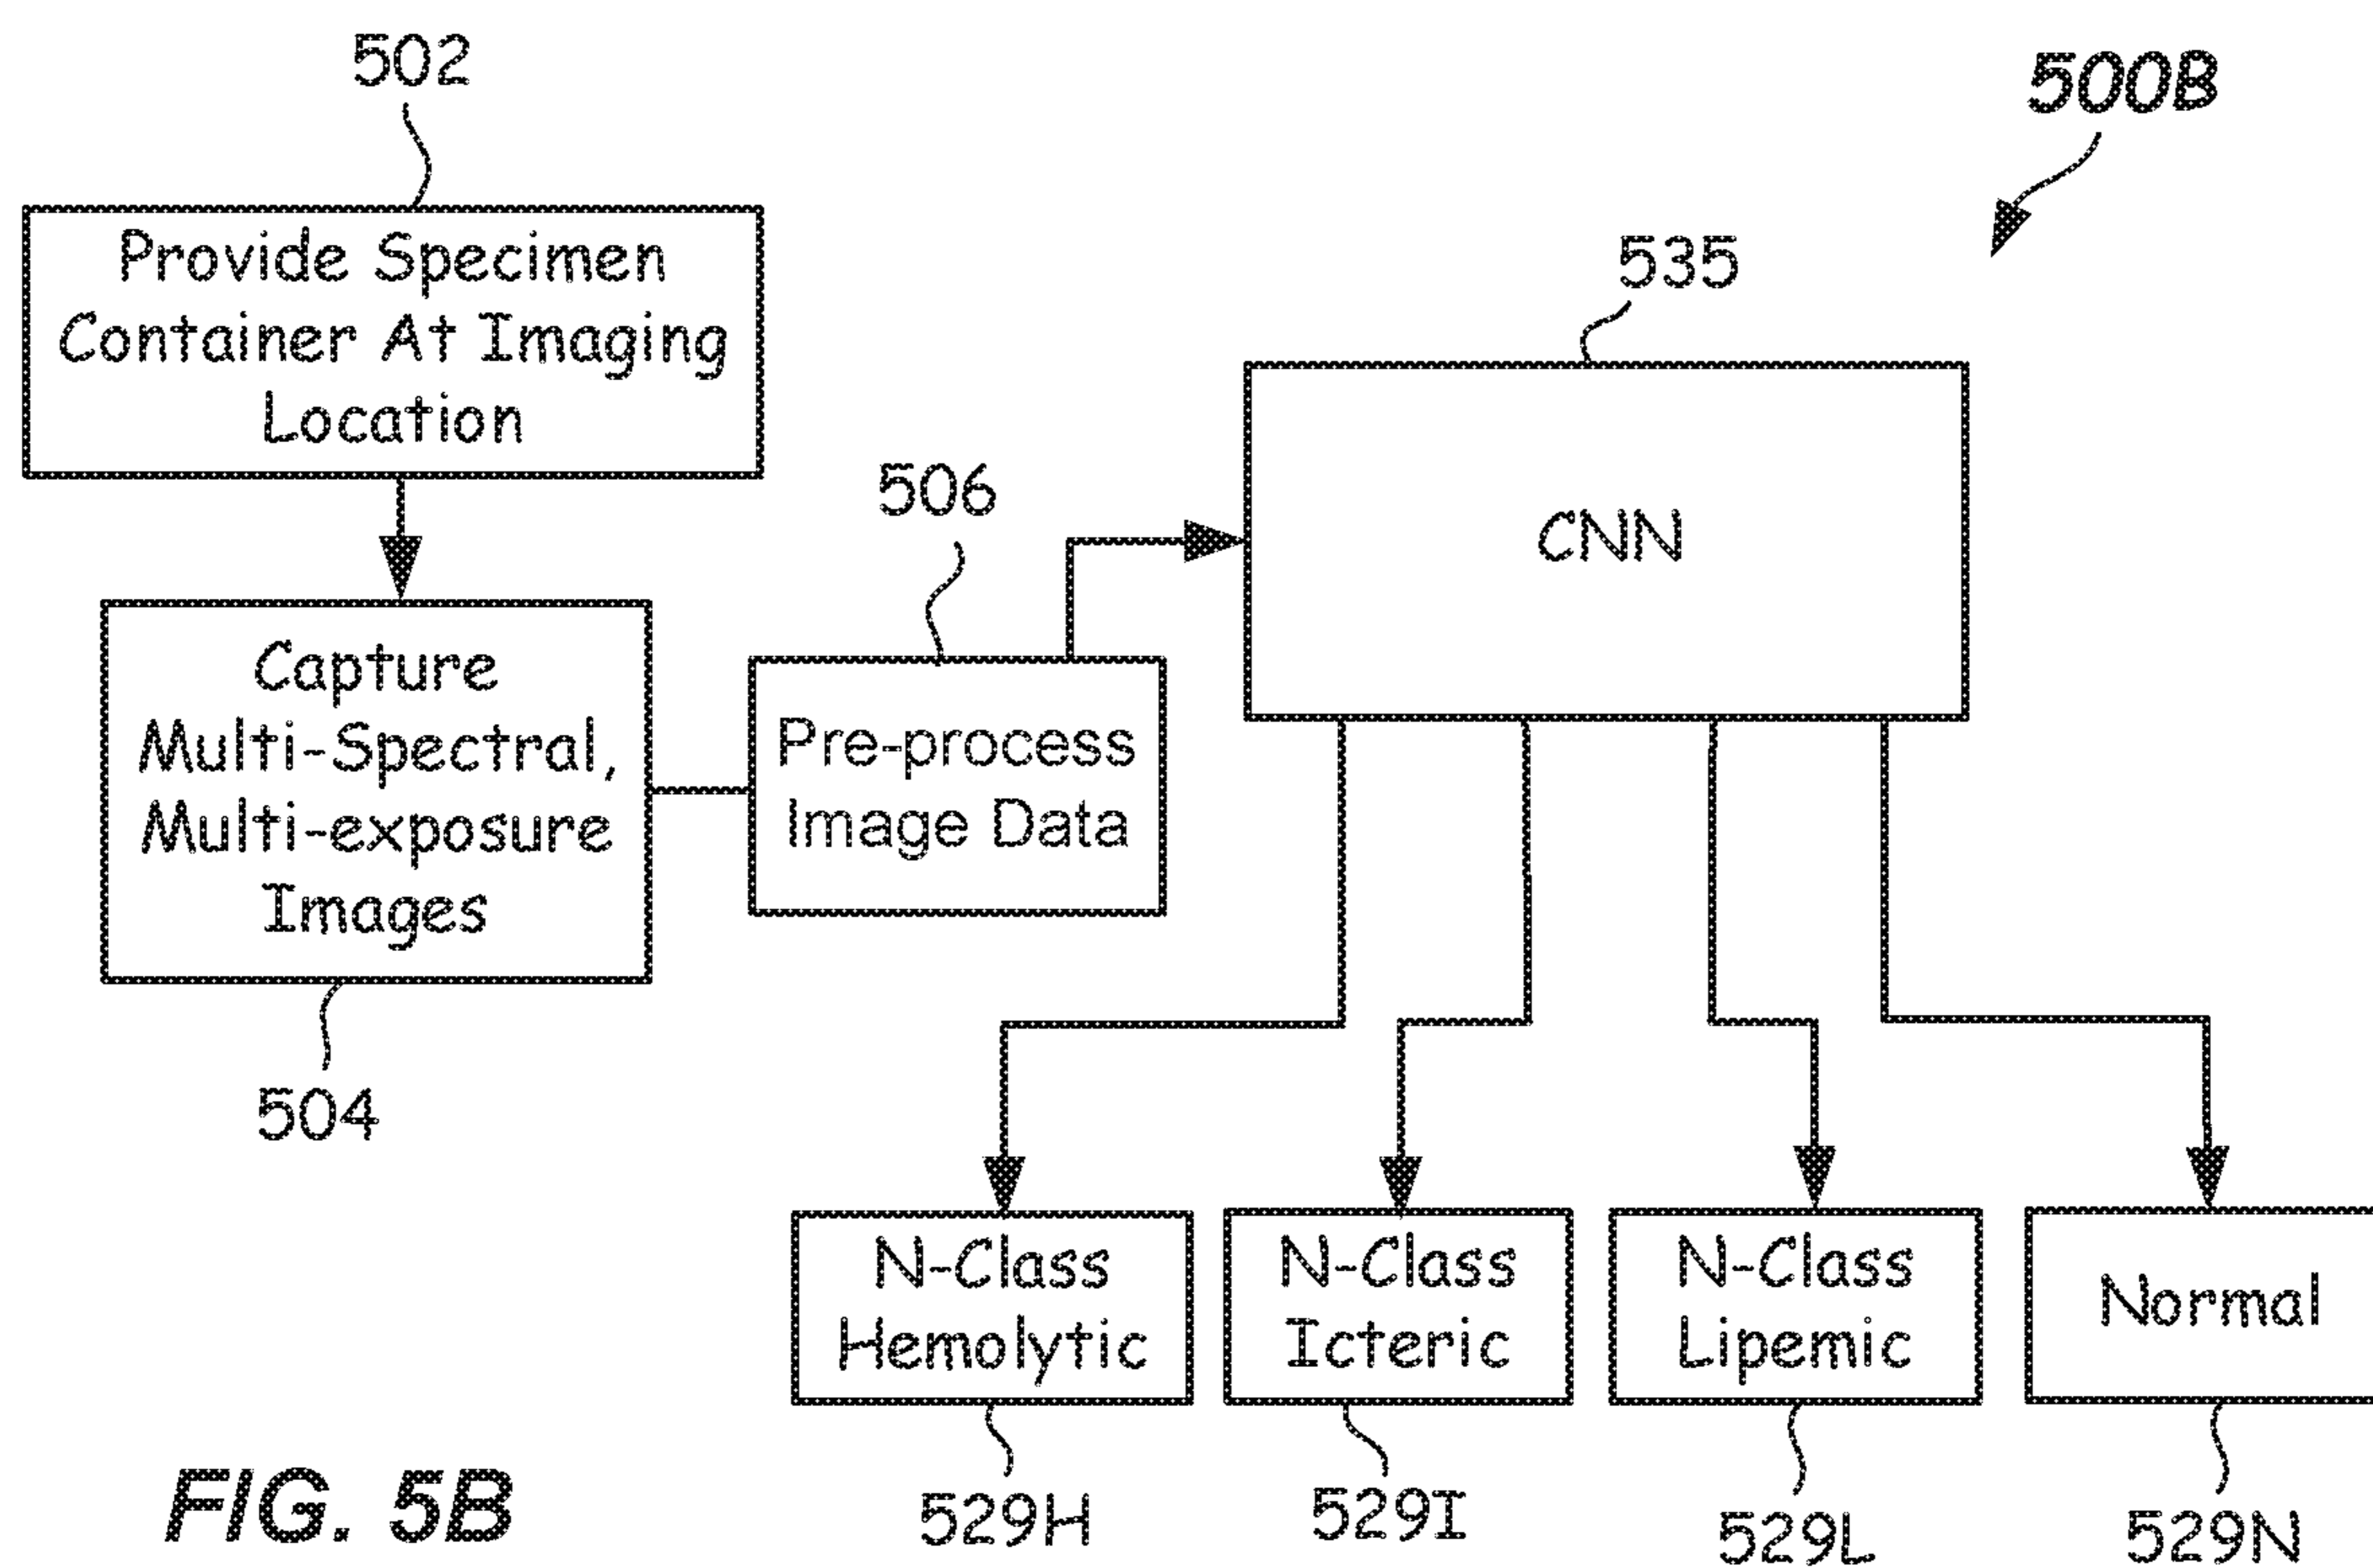 502
500B
Provide Specimen
Container At Imaging
Location
535
506
CNN
Capture
Multi-Spectral,
Multi-exposure
Images
Pre-process
Image Data
504
N-Class
Hemolytic
N-Class
Icteric
N-Class
Lipemic
Normal
529H
529I
529L
529N
FIG. 5B